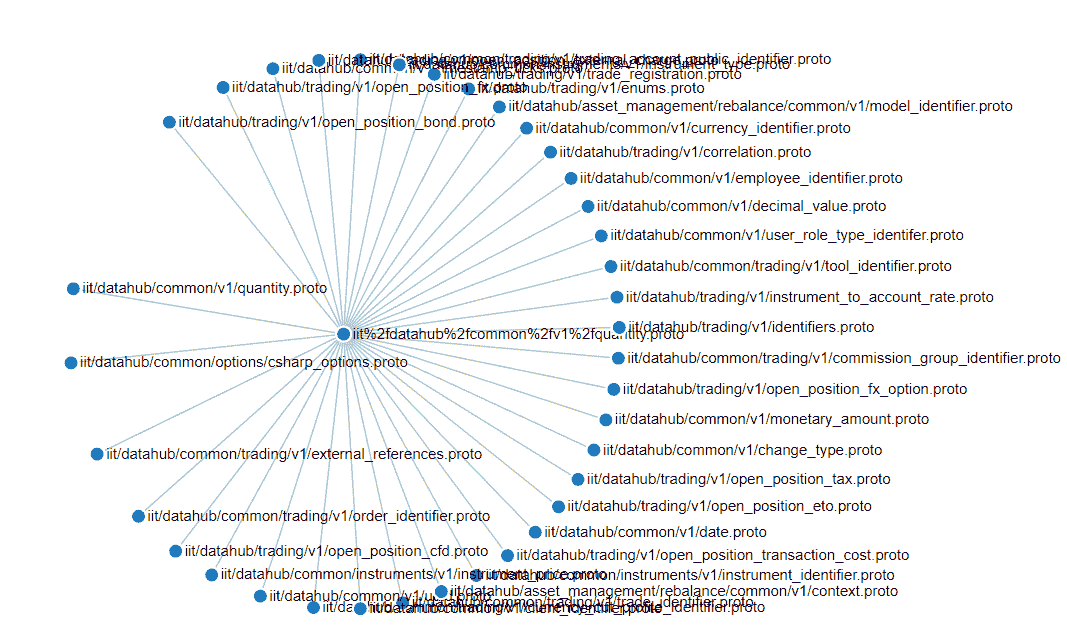 iit/datahub/common/trading/v1/external_account_public_identifier.proto
instruments/v1/instrument_type.proto
iit/datahub/trading/v1/trade_registration.proto
iit/datahub/trading/v1/open_position_fx.proto
iit/datahub/trading/v1/enums.proto
iit/datahub/asset_management/rebalance/common/v1/model_identifier.proto
iit/datahub/trading/v1/open_position_bond.proto
iit/datahub/common/v1/currency_identifier.proto
iit/datahub/trading/v1/correlation.proto
iit/datahub/common/v1/employee_identifier.proto
iit/datahub/common/v1/decimal_value.proto
iit/datahub/common/v1/user_role_type_identifer.proto
iit/datahub/common/trading/v1/tool_identifier.proto
iit/datahub/common/v1/quantity.proto
iit/datahub/trading/v1/instrument_to_account_rate.proto
iit/datahub/trading/v1/identifiers.proto
iit%2fdatahub%2fcommon%2fv1%2fquantity.proto
iit/datahub/common/options/csharp_options.proto
iit/datahub/common/trading/v1/commission_group_identifier.proto
iit/datahub/trading/v1/open_position_fx_option.proto
iit/datahub/common/v1/monetary_amount.proto
iit/datahub/common/trading/v1/external_references.proto
iit/datahub/common/v1/change_type.proto
iit/datahub/trading/v1/open_position_tax.proto
iit/datahub/trading/v1/open_position_eto.proto
iit/datahub/common/trading/v1/order_identifier.proto
iit/datahub/common/v1/date.proto
iit/datahub/trading/v1/open_position_cfd.proto
iit/datahub/trading/v1/open_position_transaction_cost.proto
iit/datahub/common/instruments/v1/instrument_price.proto
iit/datahub/common/instruments/v1/instrument_identifier.proto
iit/datahub/asset_management/rebalance/common/v1/context.proto
iit/datahub/common/v1/uuid.proto
iit/datahub/common/trading/v1/trade_identifier.proto